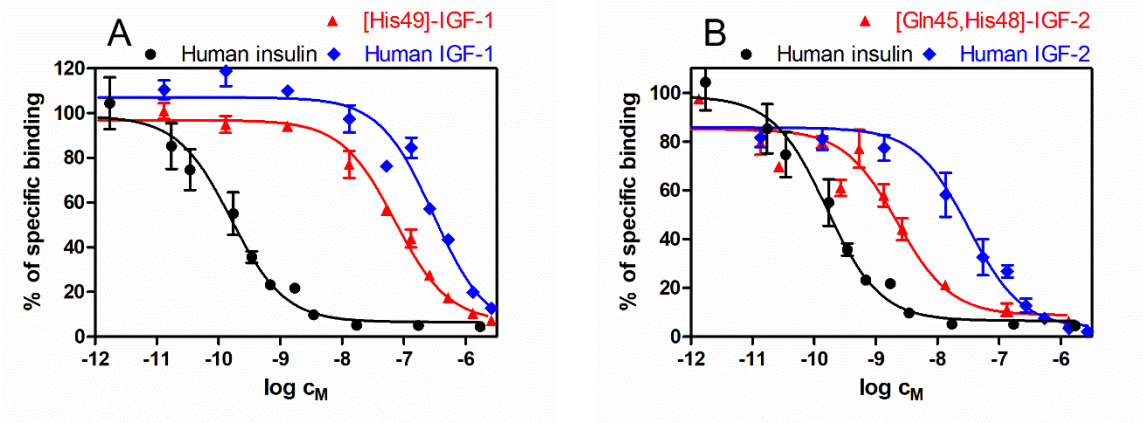 A
[His49]-IGF-1
Human insulin
Human IGF-1
% of specific binding
120
100
80
60
40
20
0
-12
-11
-10
-9
-8
-7
-6
log cM
B
[Gln45,His48]-IGF-2
Human insulin
Human IGF-2
% of specific binding
100
80
60
40
20
0
-12
-11
-10
-9
-8
-7
-6
log cM